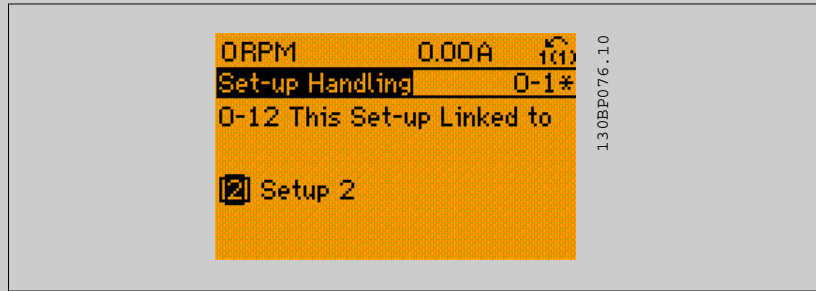 0RPM 0.00A 1(1)
Set-up Handling 0-1*
0-12 This Set-up Linked to
[2] Setup 2
130BP076.10